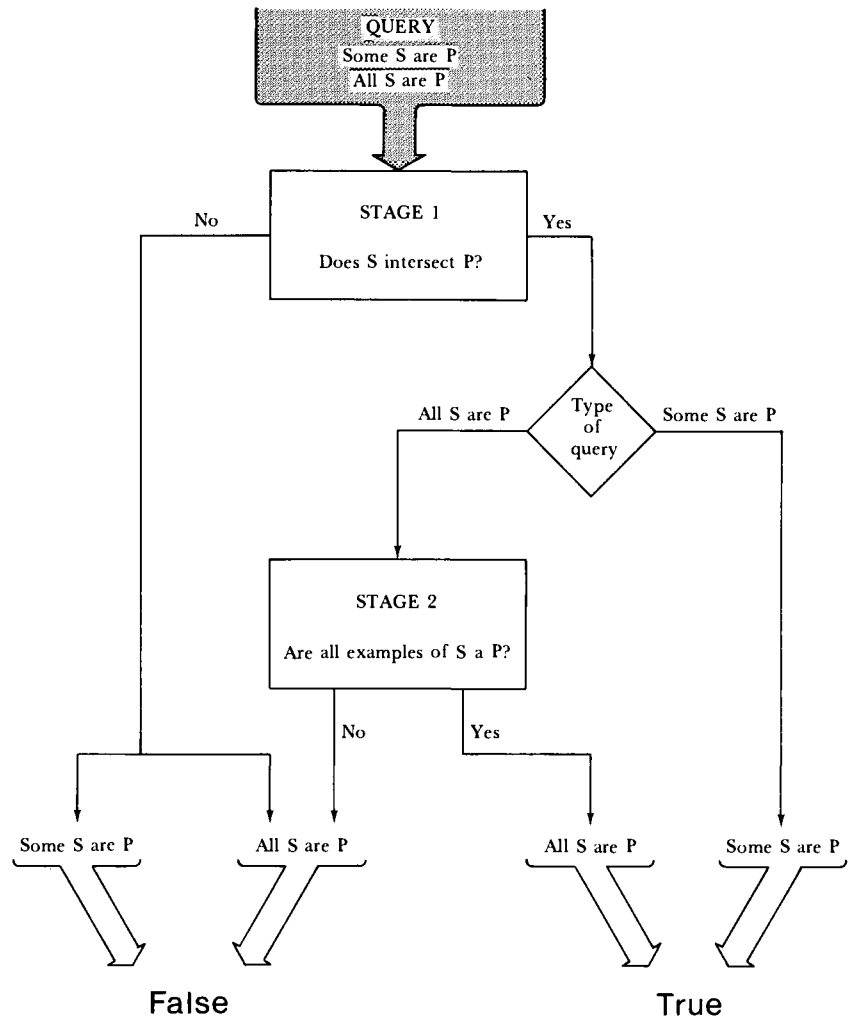 QUERY
Some S are P
All S are P
STAGE 1
Does S intersect P?
No
Yes
Type
of
query
All S are P
Some S are P
STAGE 2
Are all examples of S a P?
No
Yes
Some S are P
All S are P
All S are P
Some S are P
False
True